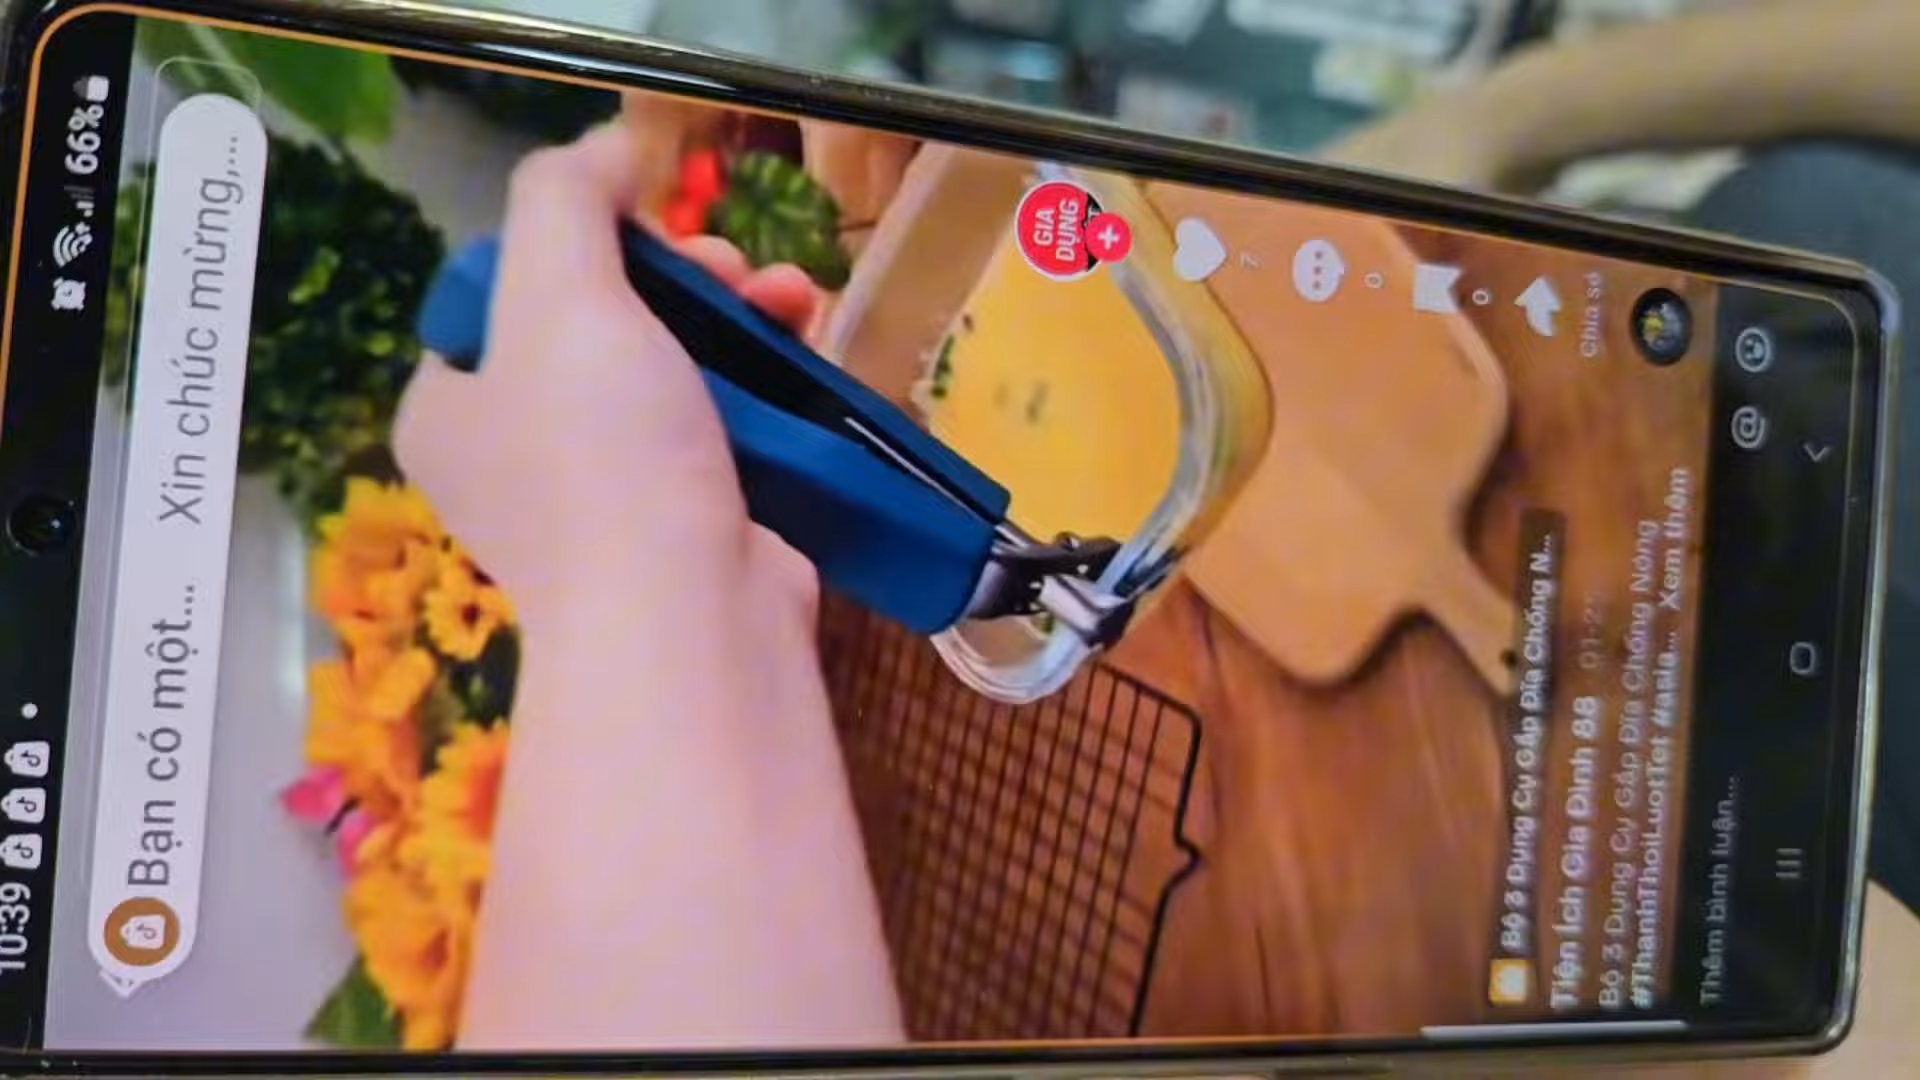 10:39
66%
Bạn có một... Xin chúc mừng,...
GIA
DỤNG
7
0
0
Chia sẻ
Bộ 3 Dụng Cụ Gắp Đĩa Chống N...
Tiện Ích Gia Đình 88
Bộ 3 Dụng Cụ Gắp Đĩa Chống Nóng
#ThanhThoiLuotTet #asia... Xem thêm
Thêm bình luận...
@